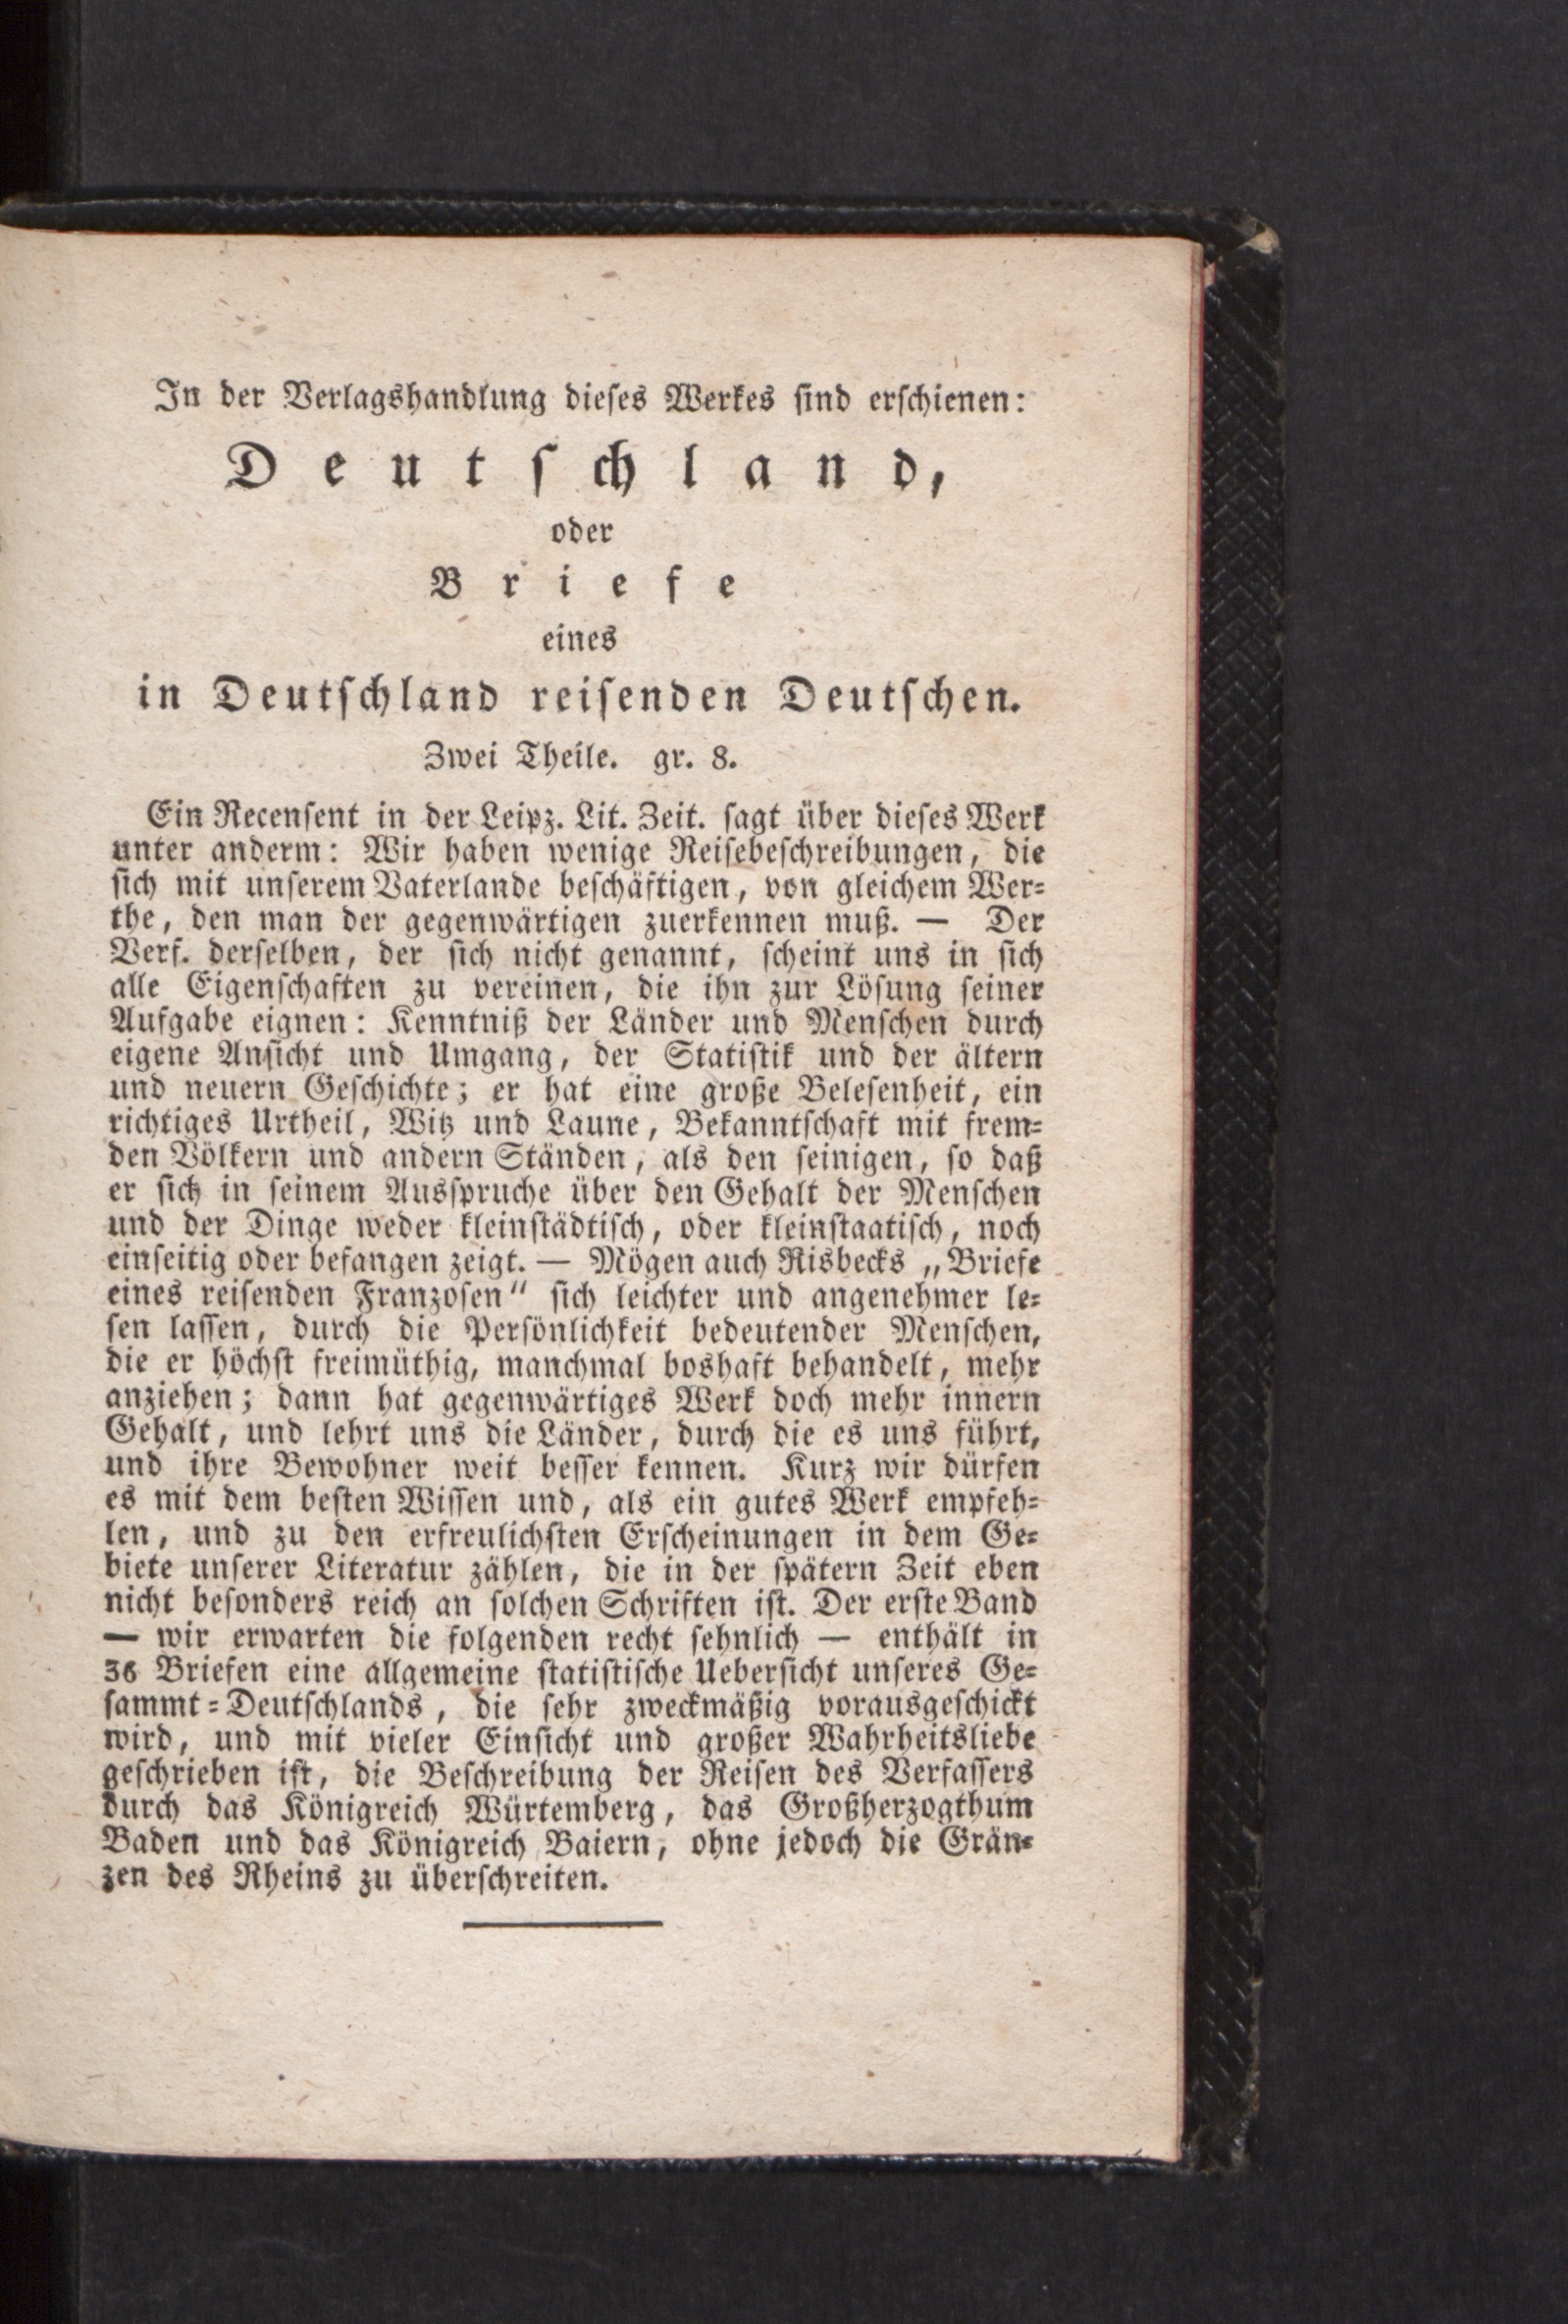 In der Verlagshandlung dieses Werkes sind erschienen:
Deutschland,
oder
Briefe
eines
in Deutschland reisenden Deutschen.
Zwei Theile. gr. 8.
Ein Recensent in der Leipz. Lit. Zeit. sagt über dieses Werk
unter anderm: Wir haben wenige Reisebeschreibungen, die
sich mit unserem Vaterlande beschäftigen, von gleichem Wer-
the, den man der gegenwärtigen zuerkennen muß. — Der
Verf. derselben, der sich nicht genannt, scheint uns in sich
alle Eigenschaften zu vereinen, die ihn zur Lösung seiner
Aufgabe eignen: Kenntniß der Länder und Menschen durch
eigene Ansicht und Umgang, der Statistik und der ältern
und neuern Geschichte; er hat eine große Belesenheit, ein
richtiges Urtheil, Witz und Laune, Bekanntschaft mit frem-
den Völkern und andern Ständen, als den seinigen, so daß
er sich in seinem Ausspruche über den Gehalt der Menschen
und der Dinge weder kleinstädtisch, oder kleinstaatisch, noch
einseitig oder befangen zeigt. — Mögen auch Risbecks „Briefe
eines reisenden Franzosen“ sich leichter und angenehmer le-
sen lassen, durch die Persönlichkeit bedeutender Menschen,
die er höchst freimüthig, manchmal boshaft behandelt, mehr
anziehen; dann hat gegenwärtiges Werk doch mehr innern
Gehalt, und lehrt uns die Länder, durch die es uns führt,
und ihre Bewohner weit besser kennen. Kurz wir dürfen
es mit dem besten Wissen und, als ein gutes Werk empfeh-
len, und zu den erfreulichsten Erscheinungen in dem Ge-
biete unserer Literatur zählen, die in der spätern Zeit eben
nicht besonders reich an solchen Schriften ist. Der erste Band
— wir erwarten die folgenden recht sehnlich — enthält in
36 Briefen eine allgemeine statistische Uebersicht unseres Ge-
sammt-Deutschlands, die sehr zweckmäßig vorausgeschickt
wird, und mit vieler Einsicht und großer Wahrheitsliebe
geschrieben ist, die Beschreibung der Reisen des Verfassers
durch das Königreich Würtemberg, das Großherzogthum
Baden und das Königreich Baiern, ohne jedoch die Grän-
zen des Rheins zu überschreiten.